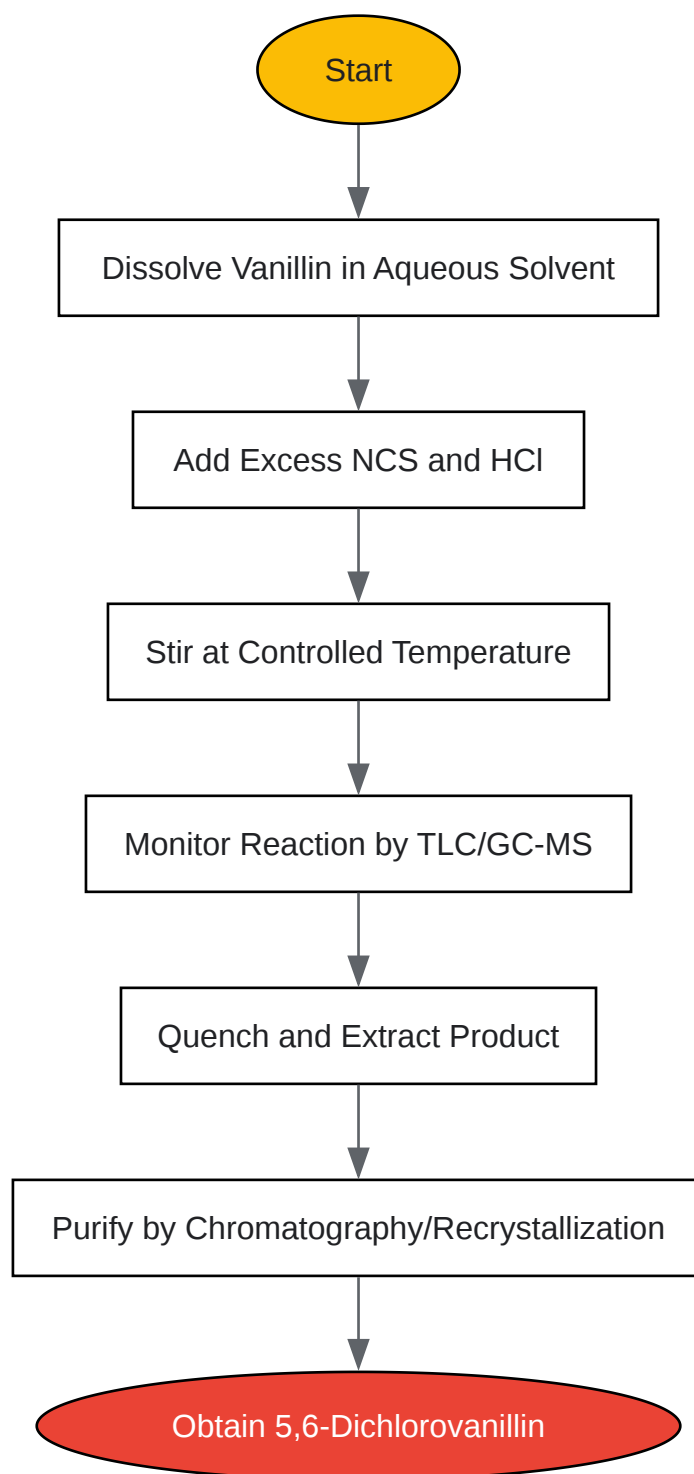 Start
Dissolve Vanillin in Aqueous Solvent
Add Excess NCS and HCl
Stir at Controlled Temperature
Monitor Reaction by TLC/GC-MS
Quench and Extract Product
Purify by Chromatography/Recrystallization
Obtain 5,6-Dichlorovanillin